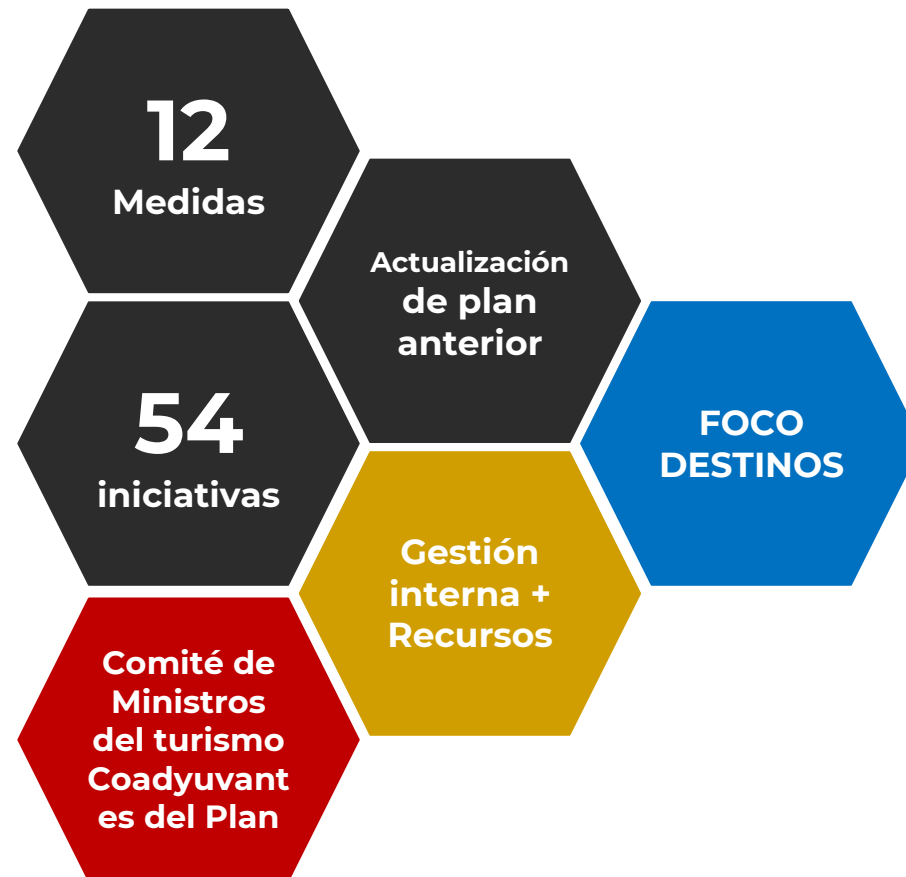 12
Medidas
Actualización
de plan
anterior
54
iniciativas
FOCO
DESTINOS
Gestión
interna +
Recursos
Comité de
Ministros
del turismo
Coadyuvant
es del Plan